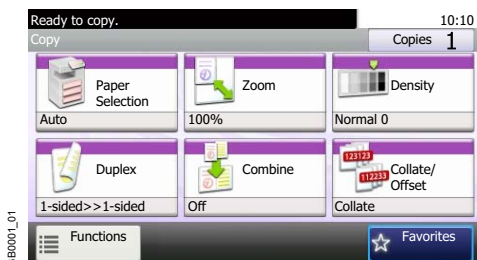 Ready to copy. 10:10
Copy Copies 1
Paper Selection
Auto
Zoom
100%
Density
Normal 0
Duplex
1-sided>>1-sided
Combine
Off
123123
112233
Collate/
Offset
Collate
Functions
Favorites
B0001_01